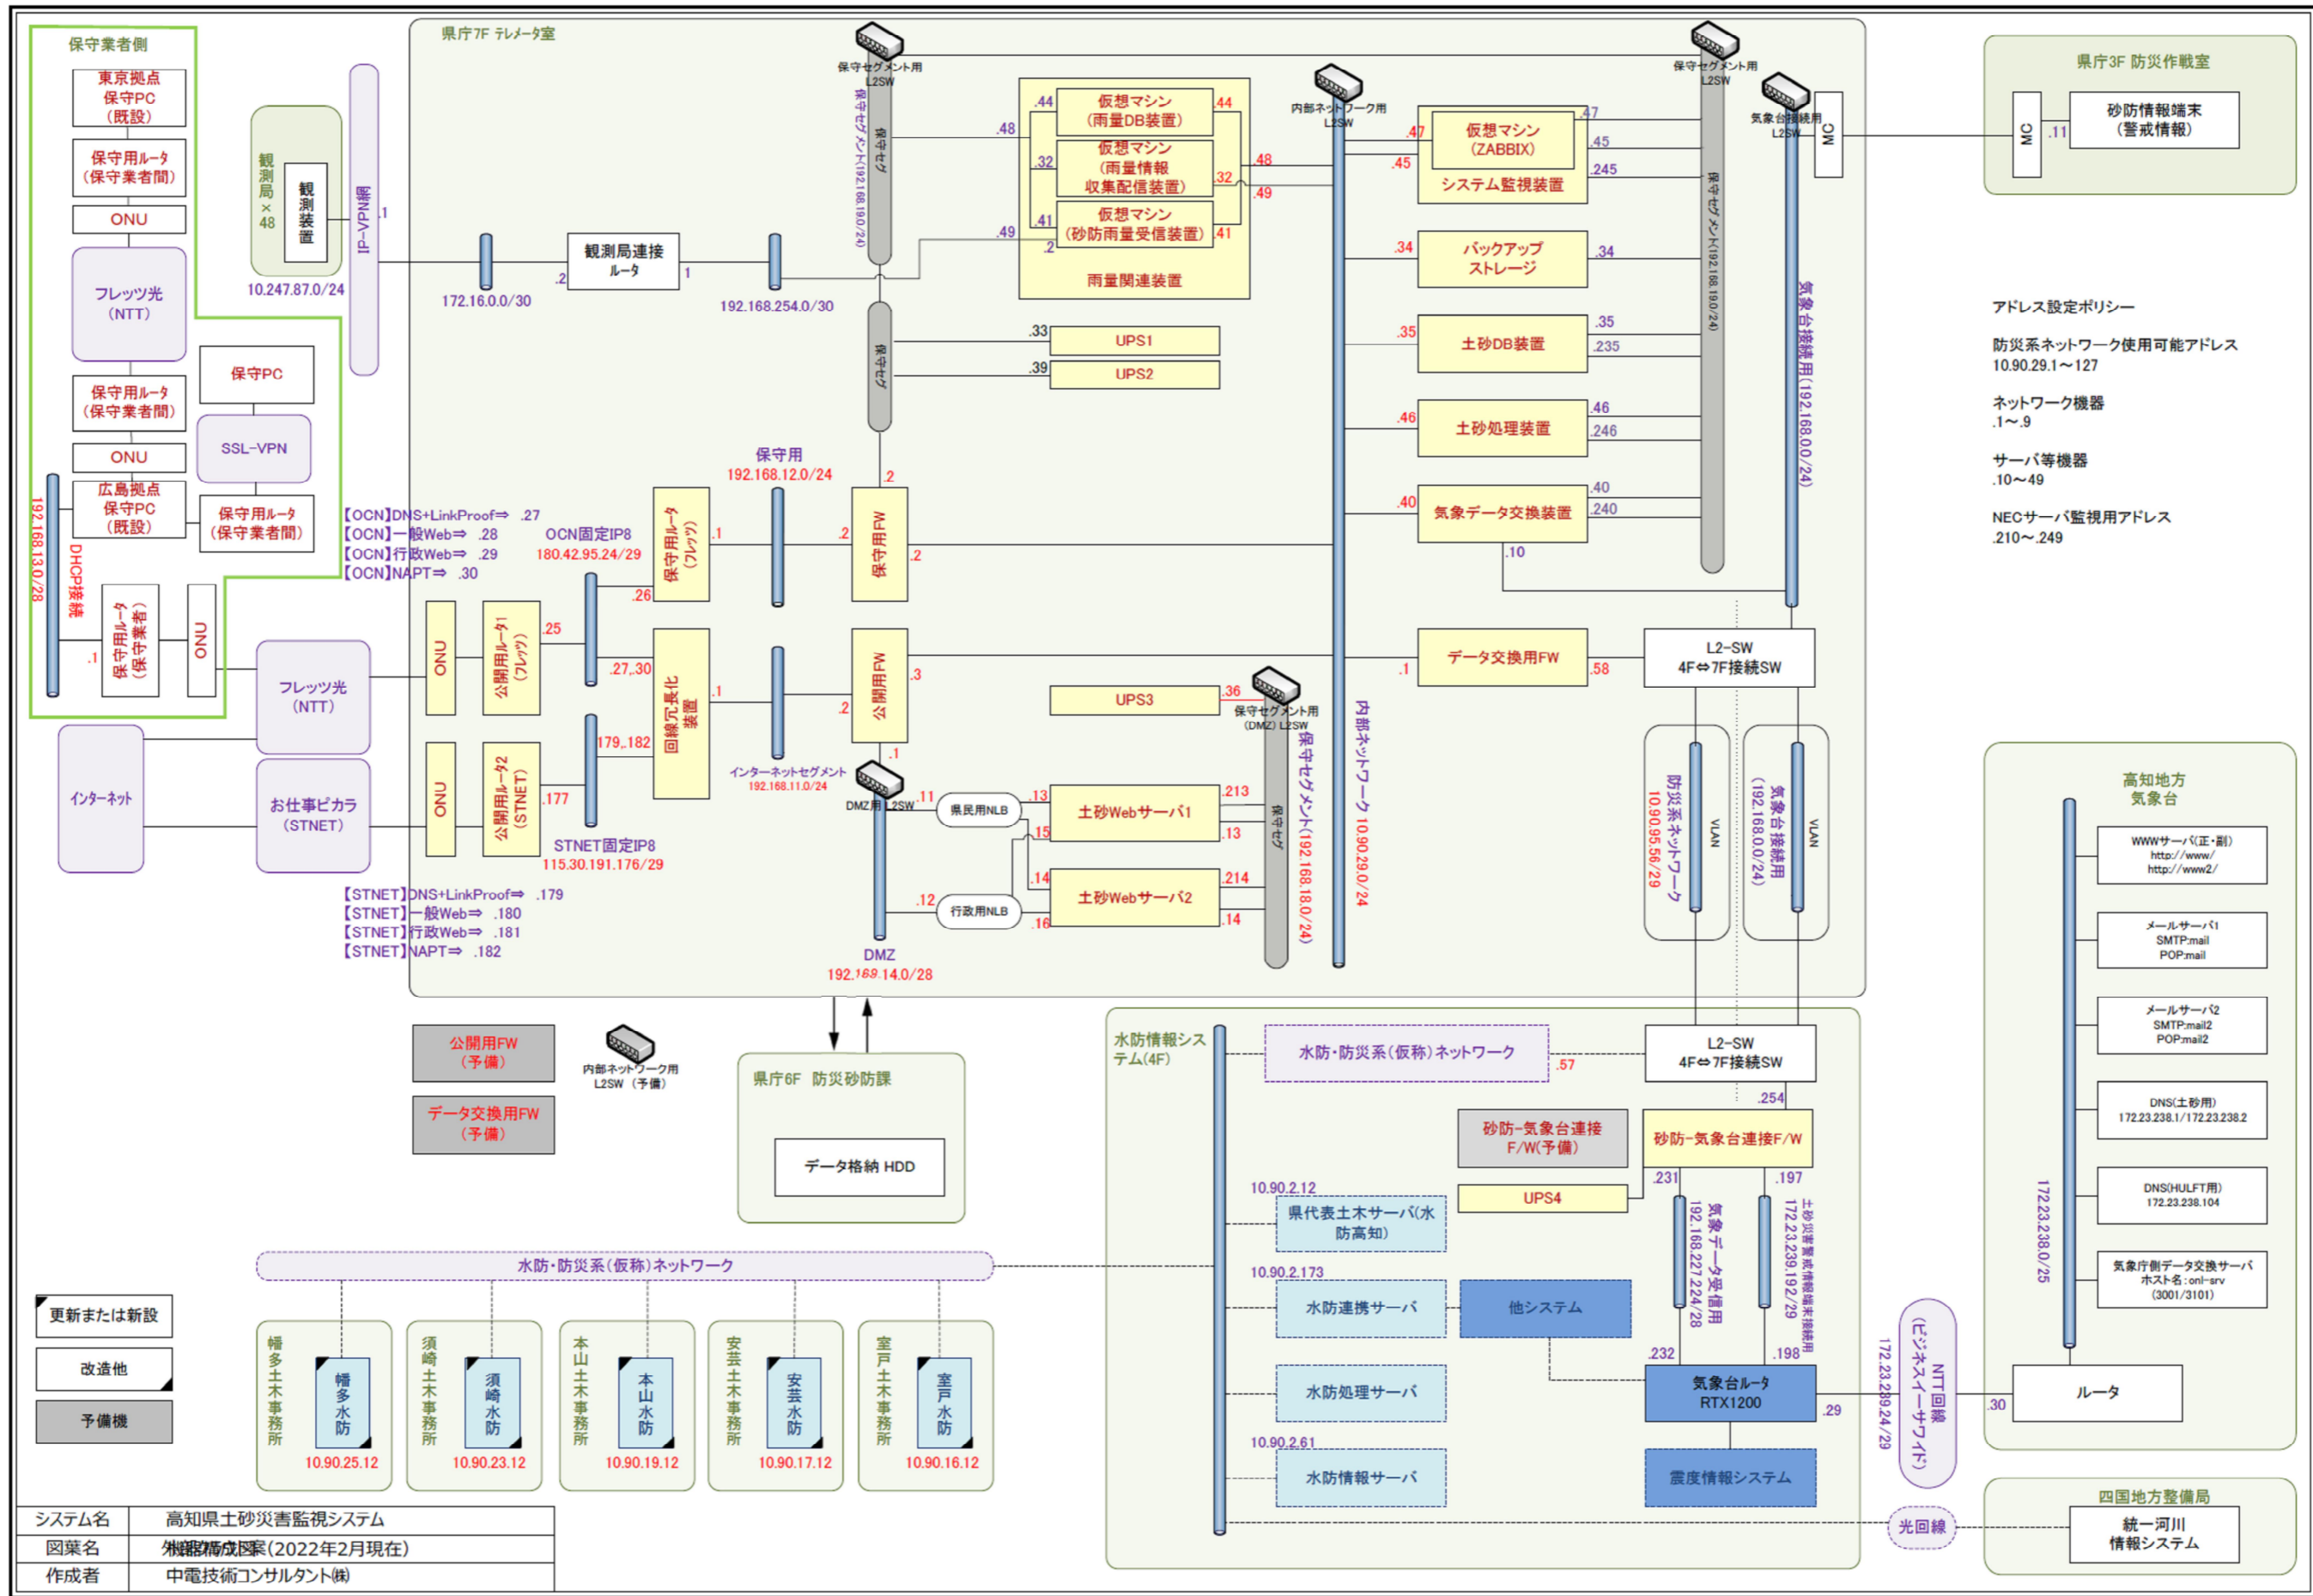 保守業者側
東京拠点
保守PC
(既設)
保守用ルータ
(保守業者間)
ONU
フレッツ光
(NTT)
保守用ルータ
(保守業者間)
ONU
広島拠点
保守PC
(既設)
保守PC
SSL-VPN
保守用ルータ
(保守業者間)
192.168.13.0/28
DHCP接続
.1
保守用ルータ
(保守業者)
ONU
観測局×48
観測装置
10.247.87.0/24
IP-VPN網
.1
県庁7F テレメータ室
172.16.0.0/30
.2
観測局連接
ルータ
1
192.168.254.0/30
保守セグメント用
L2SW
保守セグメント(192.168.19.0/24)
保守セグ
保守セグ
.48
.49
.44
仮想マシン
(雨量DB装置)
.44
.32
仮想マシン
(雨量情報
収集配信装置)
.32
.41
.2
仮想マシン
(砂防雨量受信装置)
.41
雨量関連装置
.48
.49
.33
UPS1
.39
UPS2
内部ネットワーク用
L2SW
.47
.45
仮想マシン
(ZABBIX)
システム監視装置
.47
.45
.245
.34
バックアップ
ストレージ
.34
.35
土砂DB装置
.35
.235
.46
土砂処理装置
.46
.246
.40
気象データ交換装置
.40
.240
.10
保守セグメント用
L2SW
保守セグメント(192.168.19.0/24)
気象台接続用
L2SW
気象台接続用(192.168.0.0/24)
NIC
NIC
県庁3F 防災作戦室
.11
砂防情報端末
(警戒情報)
アドレス設定ポリシー
防災系ネットワーク使用可能アドレス
10.90.29.1～127
ネットワーク機器
.1～.9
サーバ等機器
.10～49
NECサーバ監視用アドレス
.210～.249
【OCN】DNS+LinkProof⇒ .27
【OCN】一般Web⇒ .28
【OCN】行政Web⇒ .29
【OCN】NAPT⇒ .30
OCN固定IP8
180.42.95.24/29
保守用ルータ
(フレッツ)
.26
.1
保守用
192.168.12.0/24
.2
保守用FW
.2
.2
フレッツ光
(NTT)
インターネット
お仕事ピカラ
(STNET)
ONU
公開用ルータ1
(フレッツ)
.25
.27,.30
ONU
公開用ルータ2
(STNET)
.177
179,.182
回線冗長化
装置
.1
STNET固定IP8
115.30.191.176/29
インターネットセグメント
192.168.11.0/24
.2
公開用FW
.3
.1
【STNET】DNS+LinkProof⇒ .179
【STNET】一般Web⇒ .180
【STNET】行政Web⇒ .181
【STNET】NAPT⇒ .182
DMZ用 L2SW
DMZ
192.168.14.0/28
.11
県民用NLB
.12
行政用NLB
UPS3
.36
.13
.15
土砂Webサーバ1
.213
.13
.14
.16
土砂Webサーバ2
.214
.14
保守セグメント用
(DMZ) L2SW
保守セグ
保守セグメント(192.168.18.0/24)
内部ネットワーク 10.90.29.0/24
.1
データ交換用FW
.58
L2-SW
4F⇔7F接続SW
VLAN
防災系ネットワーク
10.90.95.56/29
VLAN
気象台接続用
(192.168.0.0/24)
公開用FW
(予備)
データ交換用FW
(予備)
内部ネットワーク用
L2SW (予備)
県庁6F 防災砂防課
データ格納 HDD
水防情報シス
テム(4F)
水防・防災系(仮称)ネットワーク
.57
L2-SW
4F⇔7F接続SW
.254
砂防-気象台連接
F/W(予備)
砂防-気象台連接F/W
UPS4
.231
.197
気象データ受信用
192.168.227.224/28
土砂災害警戒情報端末接続用
172.23.239.192/29
.232
.198
10.90.2.12
県代表土木サーバ(水
防高知)
10.90.2.173
水防連携サーバ
他システム
水防処理サーバ
10.90.2.61
水防情報サーバ
気象台ルータ
RTX1200
.29
震度情報システム
NTT回線
(ビジネスイーサワイド)
172.23.239.24/29
.30
高知地方
気象台
172.23.238.0/25
WWWサーバ(正・副)
http://www/
http://www2/
メールサーバ1
SMTP:mail
POP:mail
メールサーバ2
SMTP:mail2
POP:mail2
DNS(土砂用)
172.23.238.1/172.23.238.2
DNS(HULFT用)
172.23.238.104
気象庁側データ交換サーバ
ホスト名:onl-srv
(3001/3101)
ルータ
光回線
四国地方整備局
統一河川
情報システム
水防・防災系(仮称)ネットワーク
幡多土木事務所
幡多水防
10.90.25.12
須崎土木事務所
須崎水防
10.90.23.12
本山土木事務所
本山水防
10.90.19.12
安芸土木事務所
安芸水防
10.90.17.12
室戸土木事務所
室戸水防
10.90.16.12
更新または新設
改造他
予備機
システム名 高知県土砂災害監視システム
図葉名 (2022年2月現在)
作成者 中電技術コンサルタント㈱